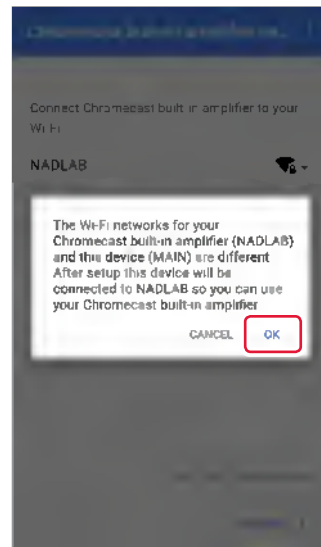 Connect Chromecast built-in amplifier to your
Wi-Fi
NADLAB
The Wi-Fi networks for your
Chromecast built-in amplifier (NADLAB)
and this device (MAIN) are different
After setup this device will be
connected to NADLAB so you can use
your Chromecast built-in amplifier
CANCEL OK